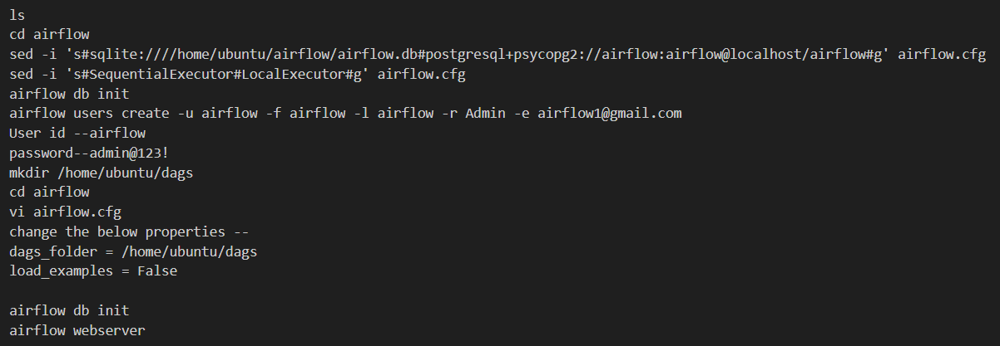 ls
cd airflow
sed -i 's#sqlite:////home/ubuntu/airflow/airflow.db#postgresql+psycopg2://airflow:airflow@localhost/airflow#g' airflow.cfg
sed -i 's#SequentialExecutor#LocalExecutor#g' airflow.cfg
airflow db init
airflow users create -u airflow -f airflow -l airflow -r Admin -e airflow1@gmail.com
User id --airflow
password--admin@123!
mkdir /home/ubuntu/dags
cd airflow
vi airflow.cfg
change the below properties --
dags_folder = /home/ubuntu/dags
load_examples = False
airflow db init
airflow webserver